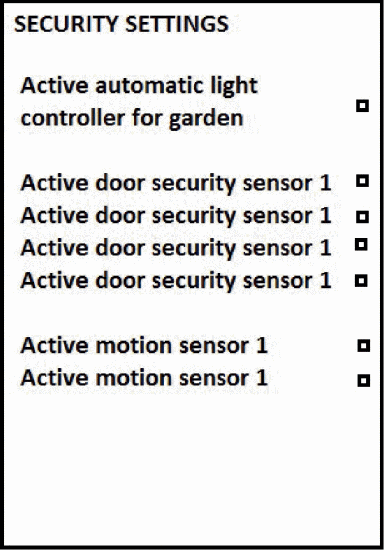 SECURITY SETTINGS
Active automatic light
controller for garden
Active door security sensor 1
Active door security sensor 1
Active door security sensor 1
Active door security sensor 1
Active motion sensor 1
Active motion sensor 1